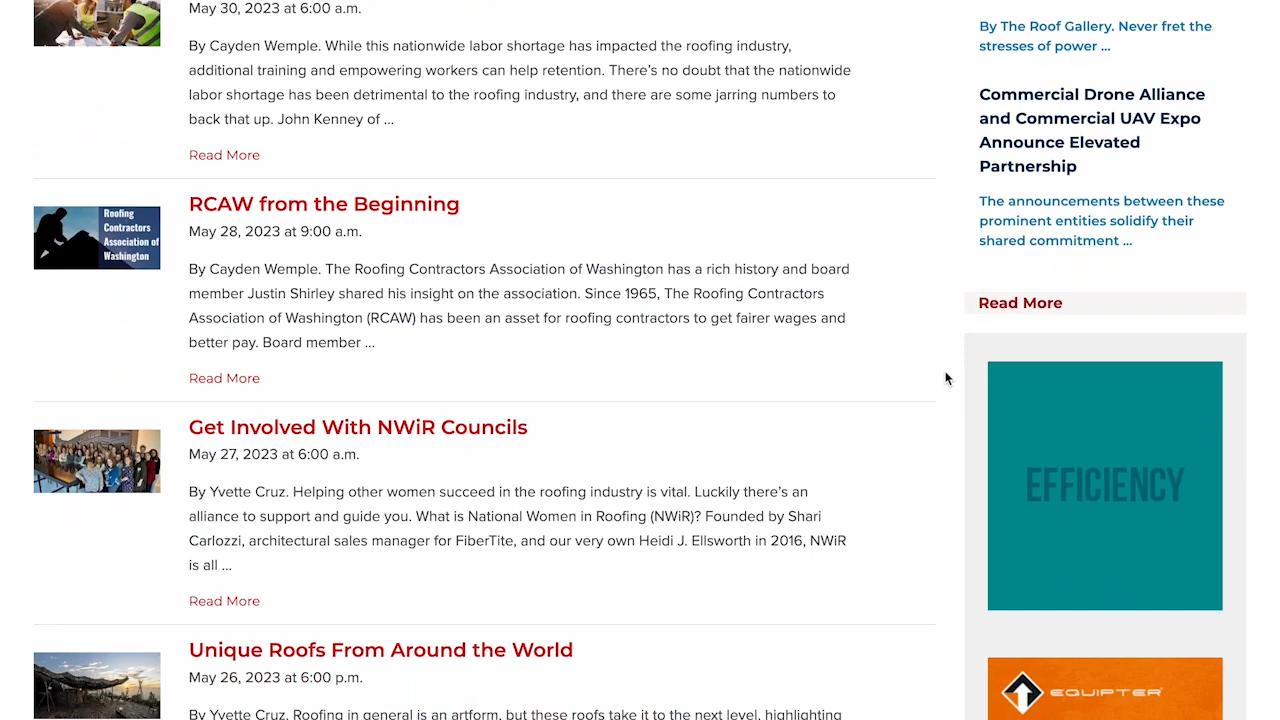 May 30, 2023 at 6:00 a.m.
By Cayden Wemple. While this nationwide labor shortage has impacted the roofing industry,
additional training and empowering workers can help retention. There's no doubt that the nationwide
labor shortage has been detrimental to the roofing industry, and there are some jarring numbers to
back that up. John Kenney of ...
Read More
Roofing
Contractors
Association of
Washington
RCAW from the Beginning
May 28, 2023 at 9:00 a.m.
By Cayden Wemple. The Roofing Contractors Association of Washington has a rich history and board
member Justin Shirley shared his insight on the association. Since 1965, The Roofing Contractors
Association of Washington (RCAW) has been an asset for roofing contractors to get fairer wages and
better pay. Board member ...
Read More
Get Involved With NWiR Councils
May 27, 2023 at 6:00 a.m.
By Yvette Cruz. Helping other women succeed in the roofing industry is vital. Luckily there's an
alliance to support and guide you. What is National Women in Roofing (NWiR)? Founded by Shari
Carlozzi, architectural sales manager for FiberTite, and our very own Heidi J. Ellsworth in 2016, NWiR
is all ...
Read More
Unique Roofs From Around the World
May 26, 2023 at 6:00 p.m.
By Yvette Cruz. Roofing in general is an artform, but these roofs take it to the next level, highlighting
By The Roof Gallery. Never fret the
stresses of power ...
Commercial Drone Alliance
and Commercial UAV Expo
Announce Elevated
Partnership
The announcements between these
prominent entities solidify their
shared commitment ...
Read More
EFFICIENCY
EQUIPTER